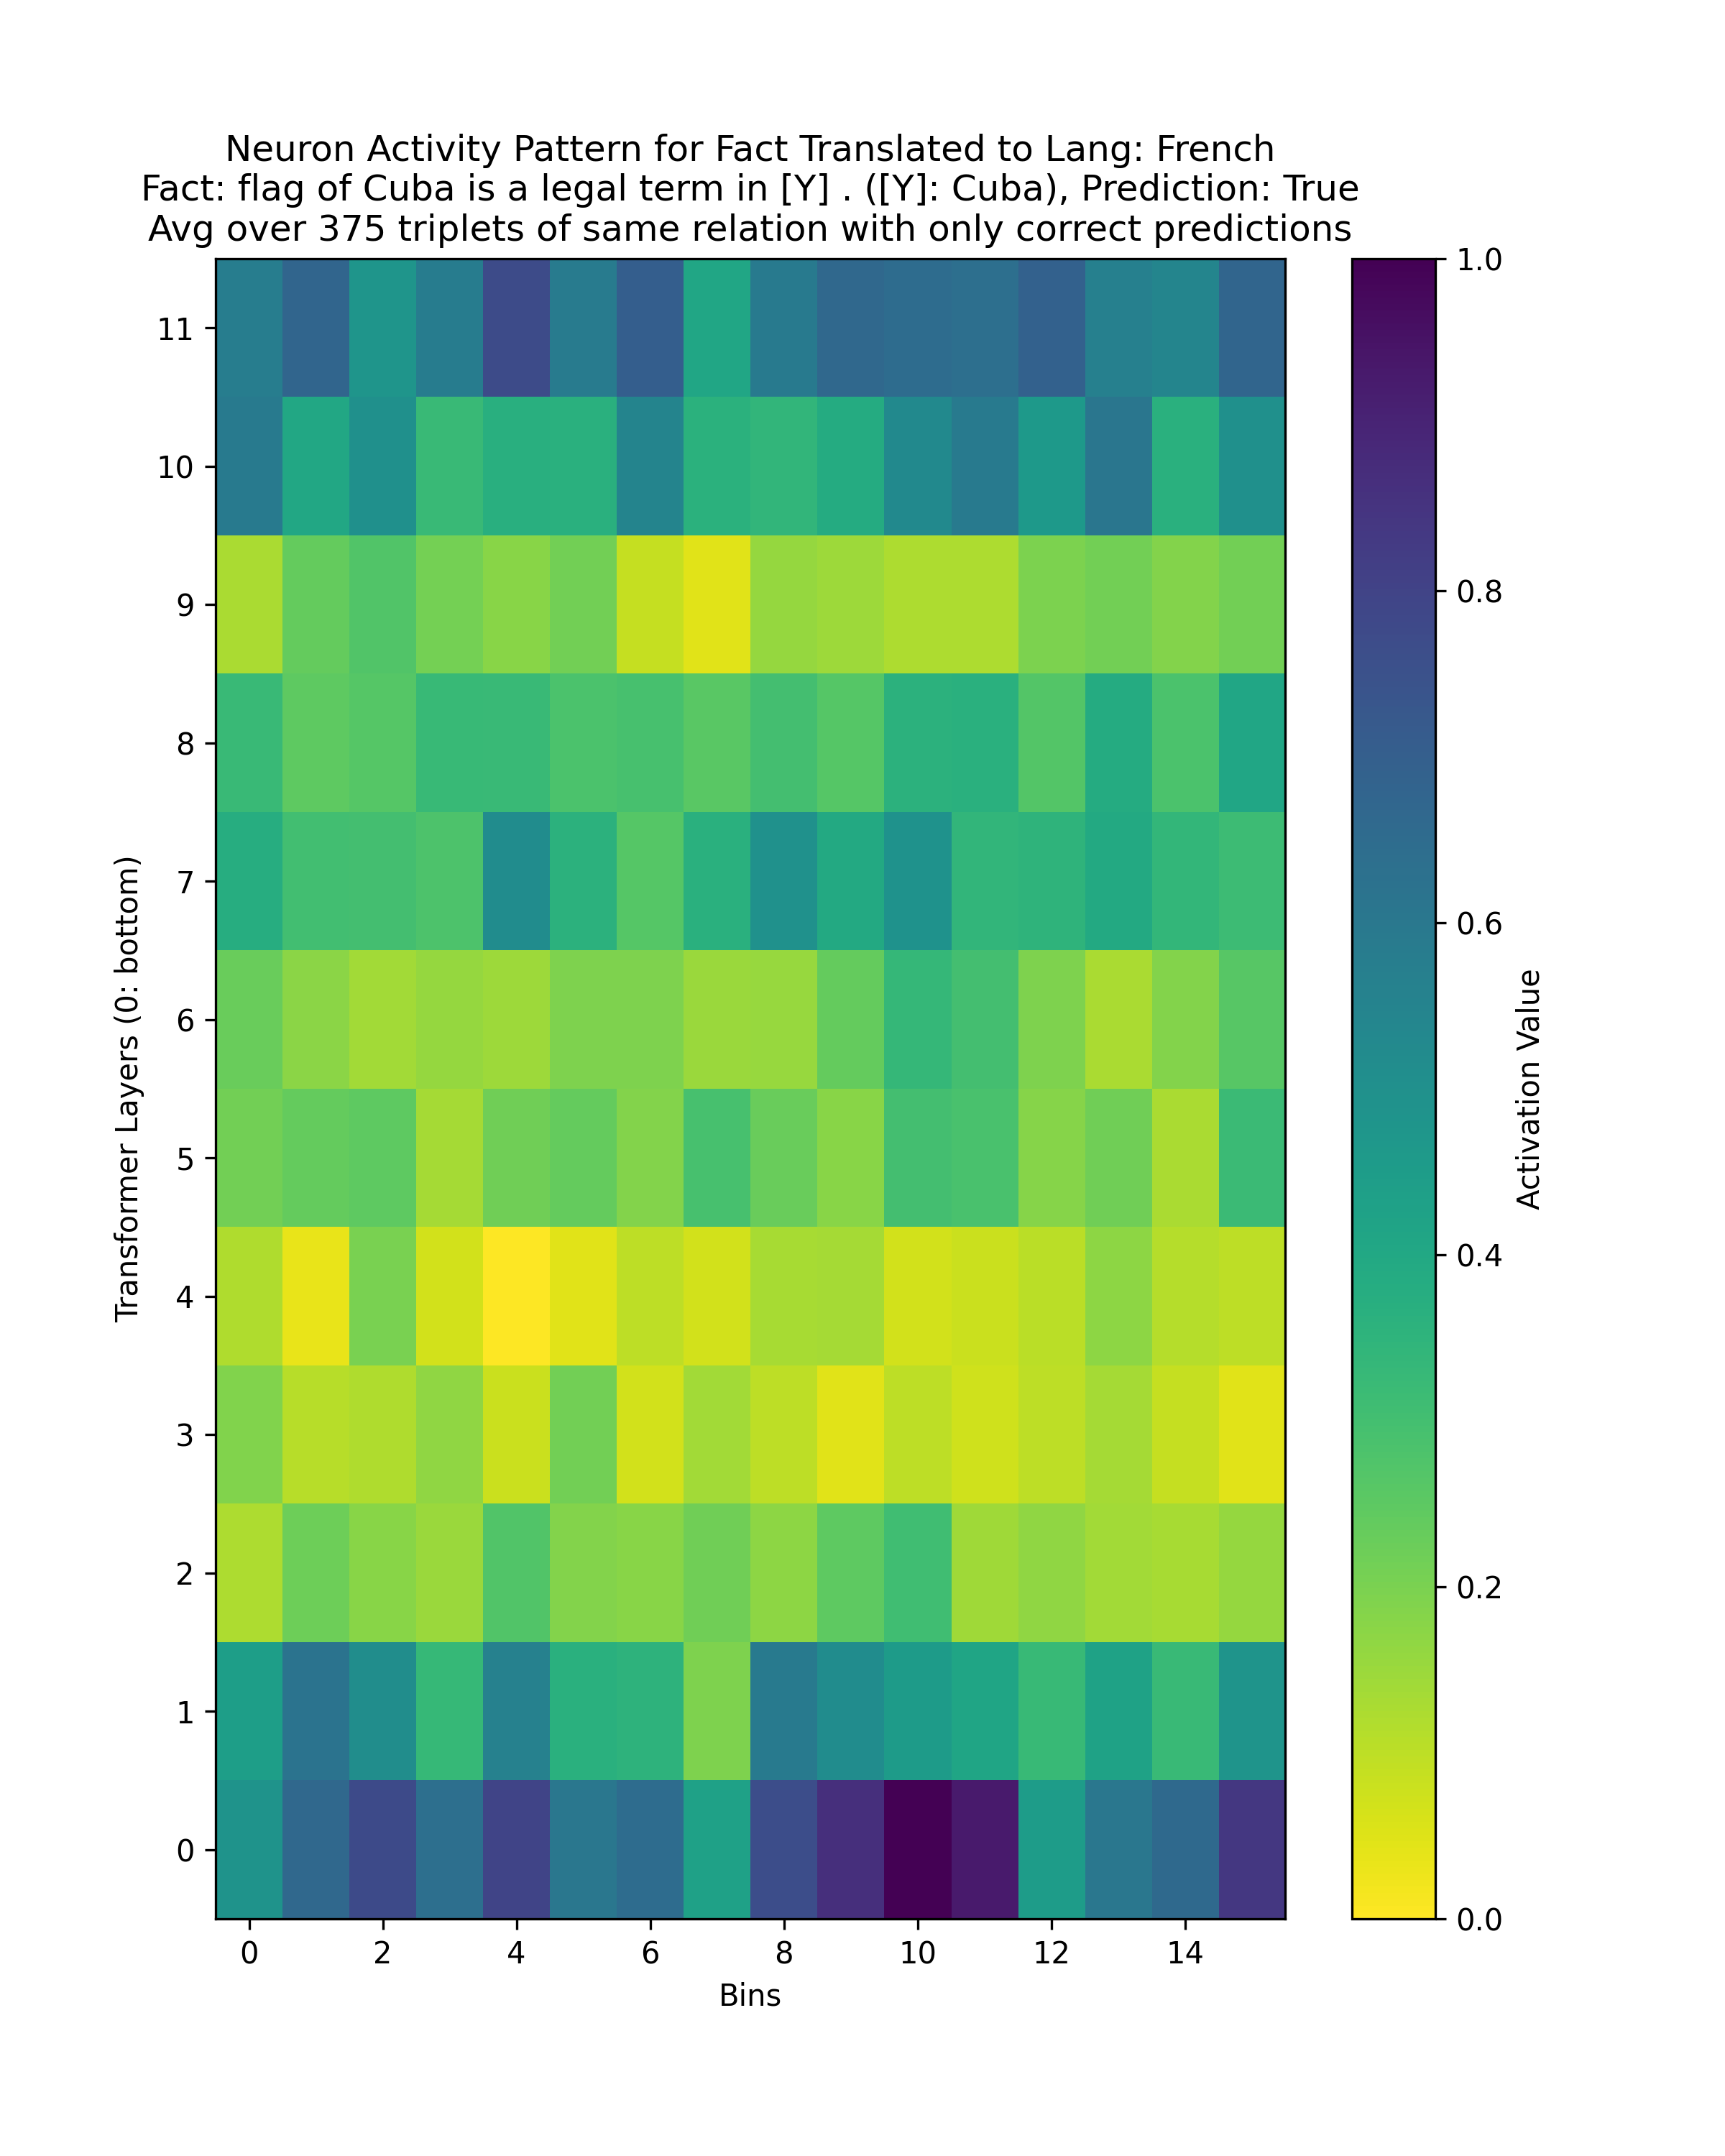 Neuron Activity Pattern for Fact Translated to Lang: French
Fact: flag of Cuba is a legal term in [Y] . ([Y]: Cuba), Prediction: True
Avg over 375 triplets of same relation with only correct predictions
Transformer Layers (0: bottom)
11
10
9
8
7
6
5
4
3
2
1
0
0 2 4 6 8 10 12 14
Bins
1.0
0.8
0.6
0.4
0.2
0.0
Activation Value